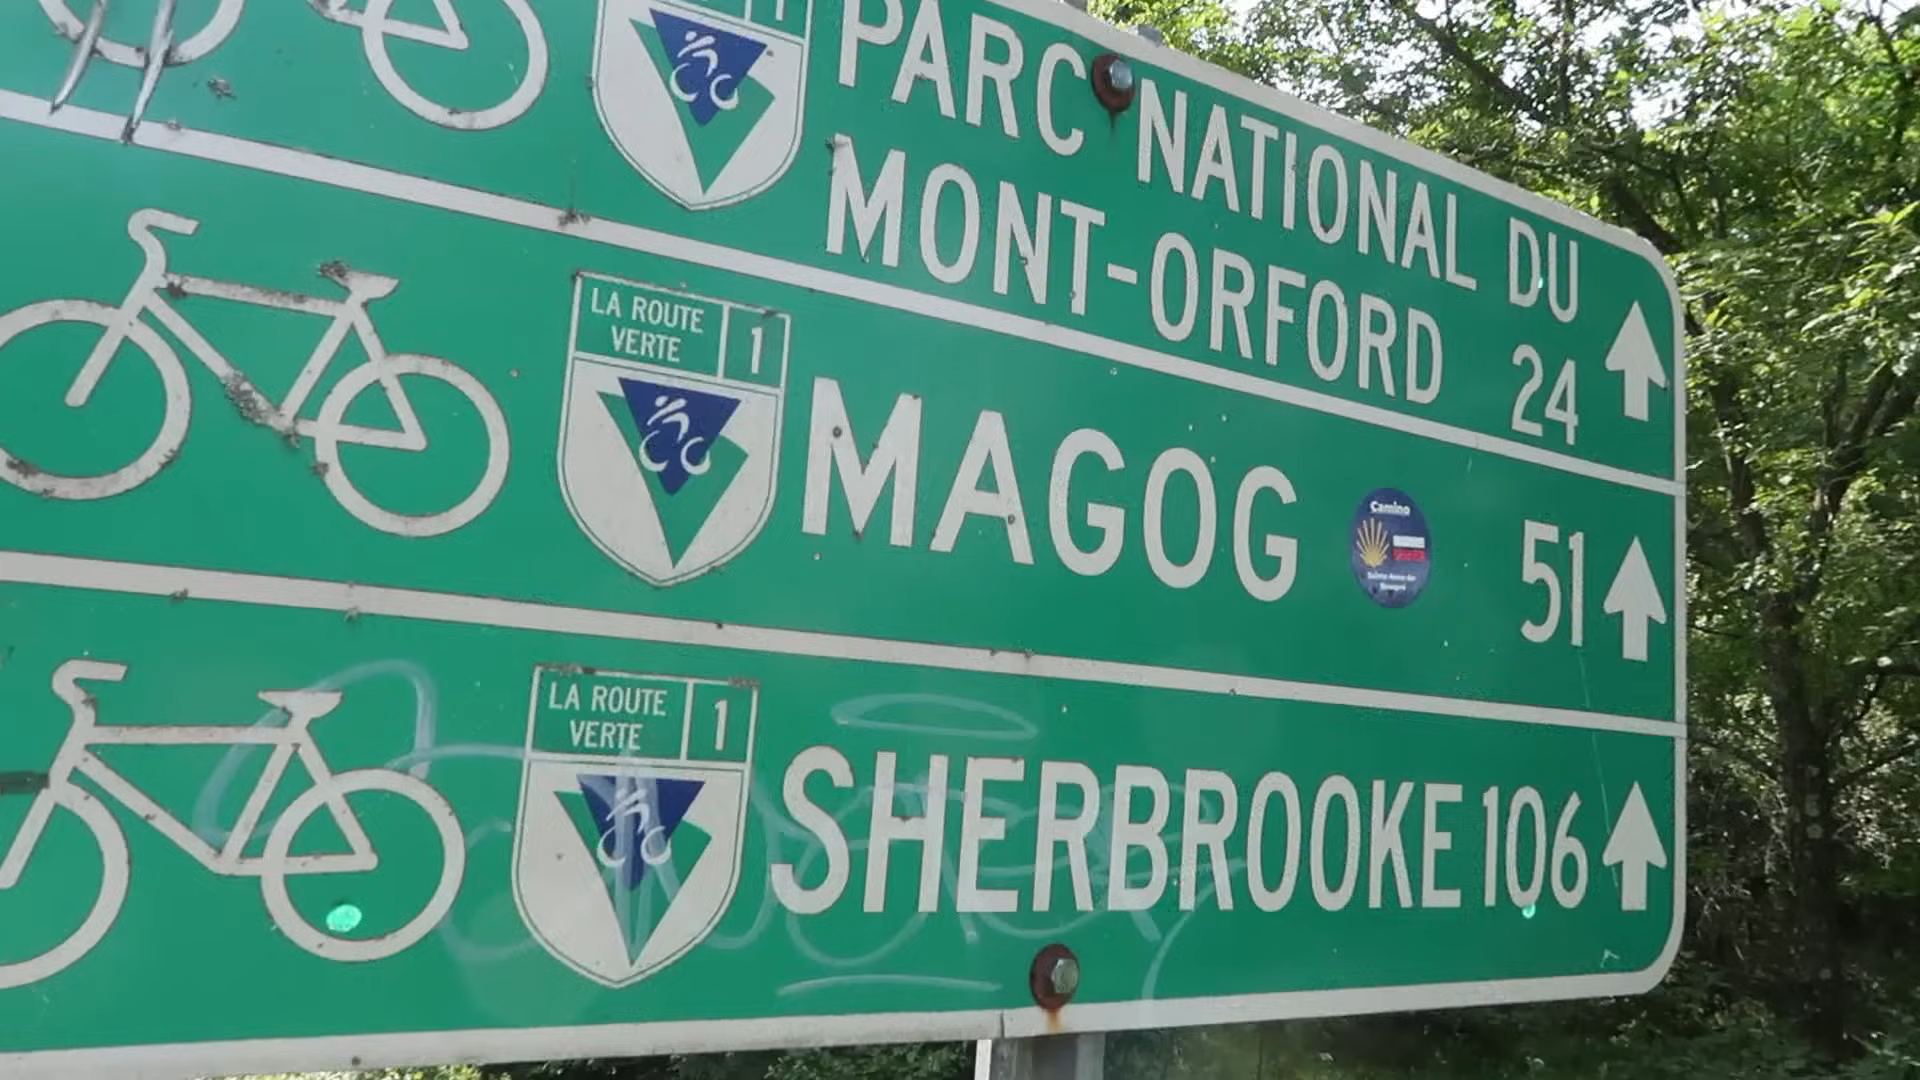 1
PARC NATIONAL DU
MONT-ORFORD 24
LA ROUTE
VERTE 1
MAGOG 51
Camino
LA ROUTE
VERTE 1
SHERBROOKE 106